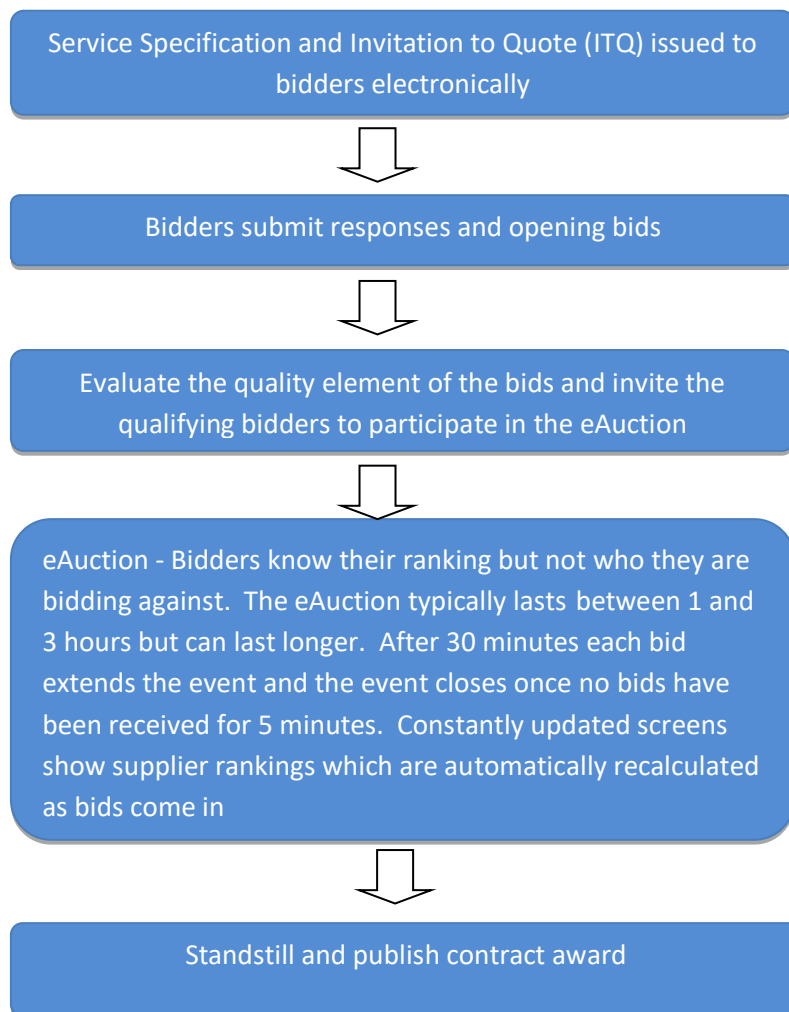 Service Specification and Invitation to Quote (ITQ) issued to
bidders electronically
Bidders submit responses and opening bids
Evaluate the quality element of the bids and invite the
qualifying bidders to participate in the eAuction
eAuction - Bidders know their ranking but not who they are
bidding against.  The eAuction typically lasts between 1 and
3 hours but can last longer.  After 30 minutes each bid
extends the event and the event closes once no bids have
been received for 5 minutes.  Constantly updated screens
show supplier rankings which are automatically recalculated
as bids come in
Standstill and publish contract award